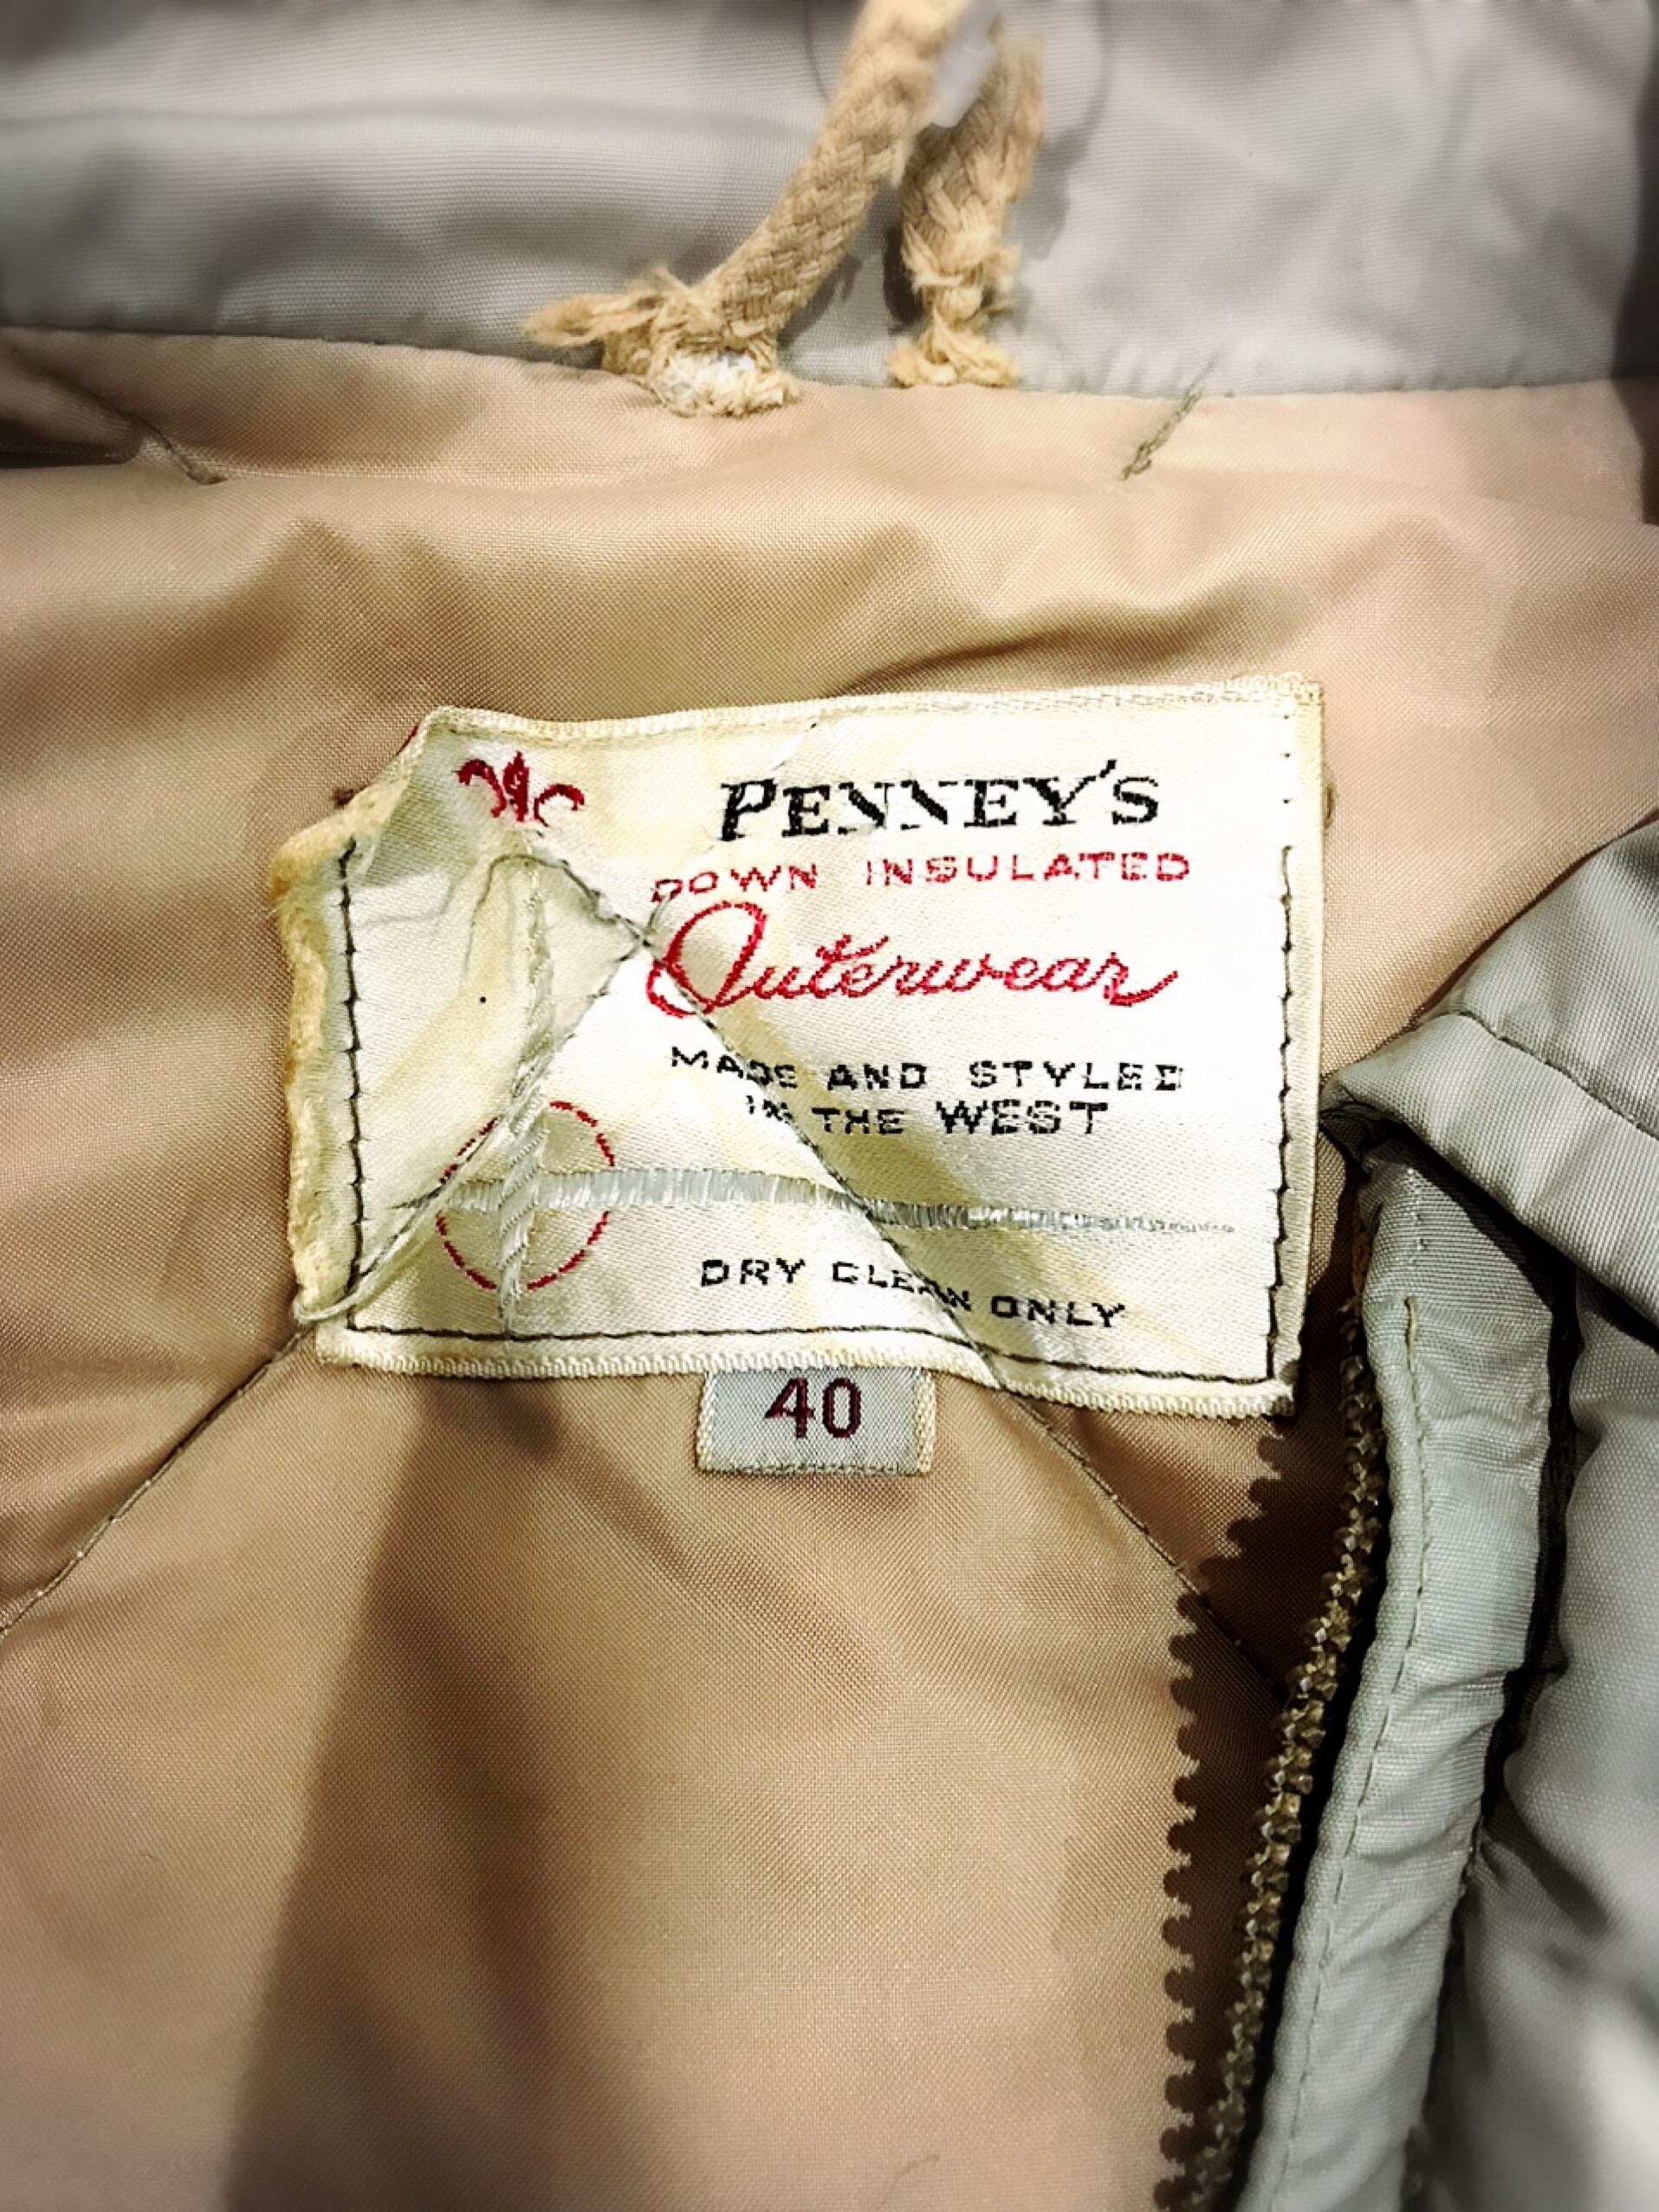 PENNEY'S
DOWN INSULATED
Outerwear
MADE AND STYLED
IN THE WEST
DRY CLEAN ONLY
40